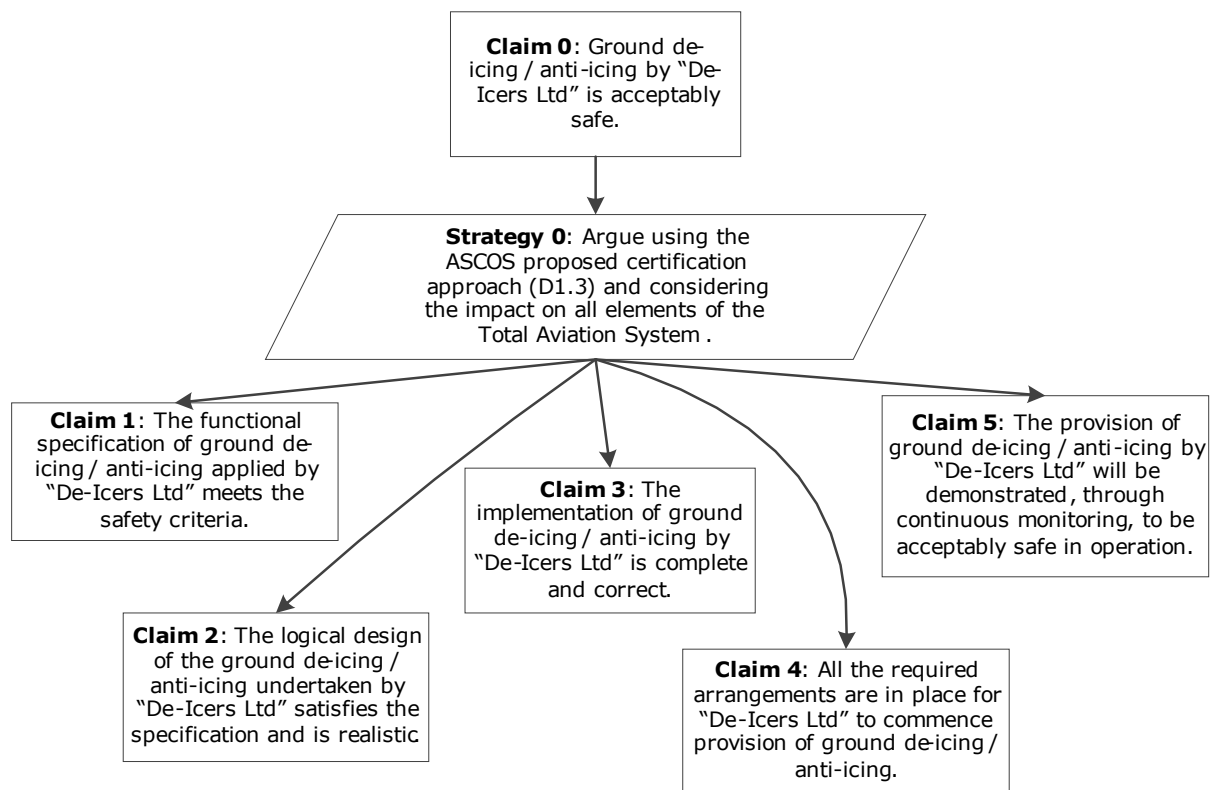 Claim 0: Ground de-
icing / anti-icing by “De-
Icers Ltd” is acceptably
safe.
Strategy 0: Argue using the
ASCOS proposed certification
approach (D1.3) and considering
the impact on all elements of the
Total Aviation System .
Claim 1: The functional
specification of ground de-
icing / anti-icing applied by
“De-Icers Ltd” meets the
safety criteria.
Claim 2: The logical design
of the ground de-icing /
anti-icing undertaken by
“De-Icers Ltd” satisfies the
specification and is realistic
Claim 3: The
implementation of ground
de-icing / anti-icing by
“De-Icers Ltd” is complete
and correct.
Claim 4: All the required
arrangements are in place for
“De-Icers Ltd” to commence
provision of ground de-icing /
anti-icing.
Claim 5: The provision of
ground de-icing / anti-icing by
“De-Icers Ltd” will be
demonstrated, through
continuous monitoring, to be
acceptably safe in operation.